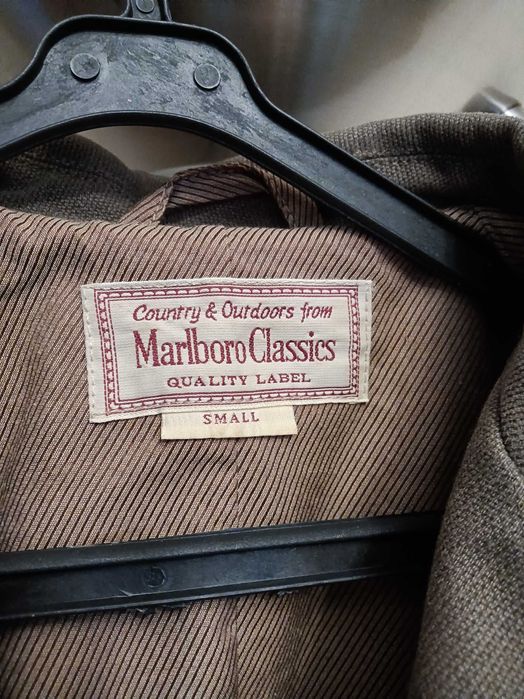 Country & Outdoors from
Marlboro Classics
QUALITY LABEL
SMALL